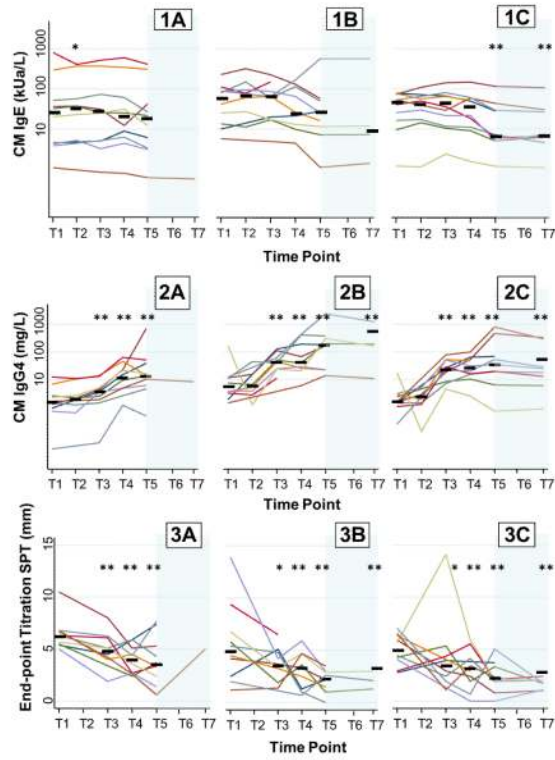 1A 1B 1C
CM IgE (kUa/L)
1000
100
10
* ** **
T1 T2 T3 T4 T5 T6 T7 T1 T2 T3 T4 T5 T6 T7 T1 T2 T3 T4 T5 T6 T7
Time Point
2A 2B 2C
CM IgG4 (mg/L)
1000
100
10
** ** ** ** ** ** ** ** ** ** **
T1 T2 T3 T4 T5 T6 T7 T1 T2 T3 T4 T5 T6 T7 T1 T2 T3 T4 T5 T6 T7
Time Point
3A 3B 3C
End-point Titration SPT (mm)
15
10
5
0
** ** ** * ** ** ** * ** ** **
T1 T2 T3 T4 T5 T6 T7 T1 T2 T3 T4 T5 T6 T7 T1 T2 T3 T4 T5 T6 T7
Time Point